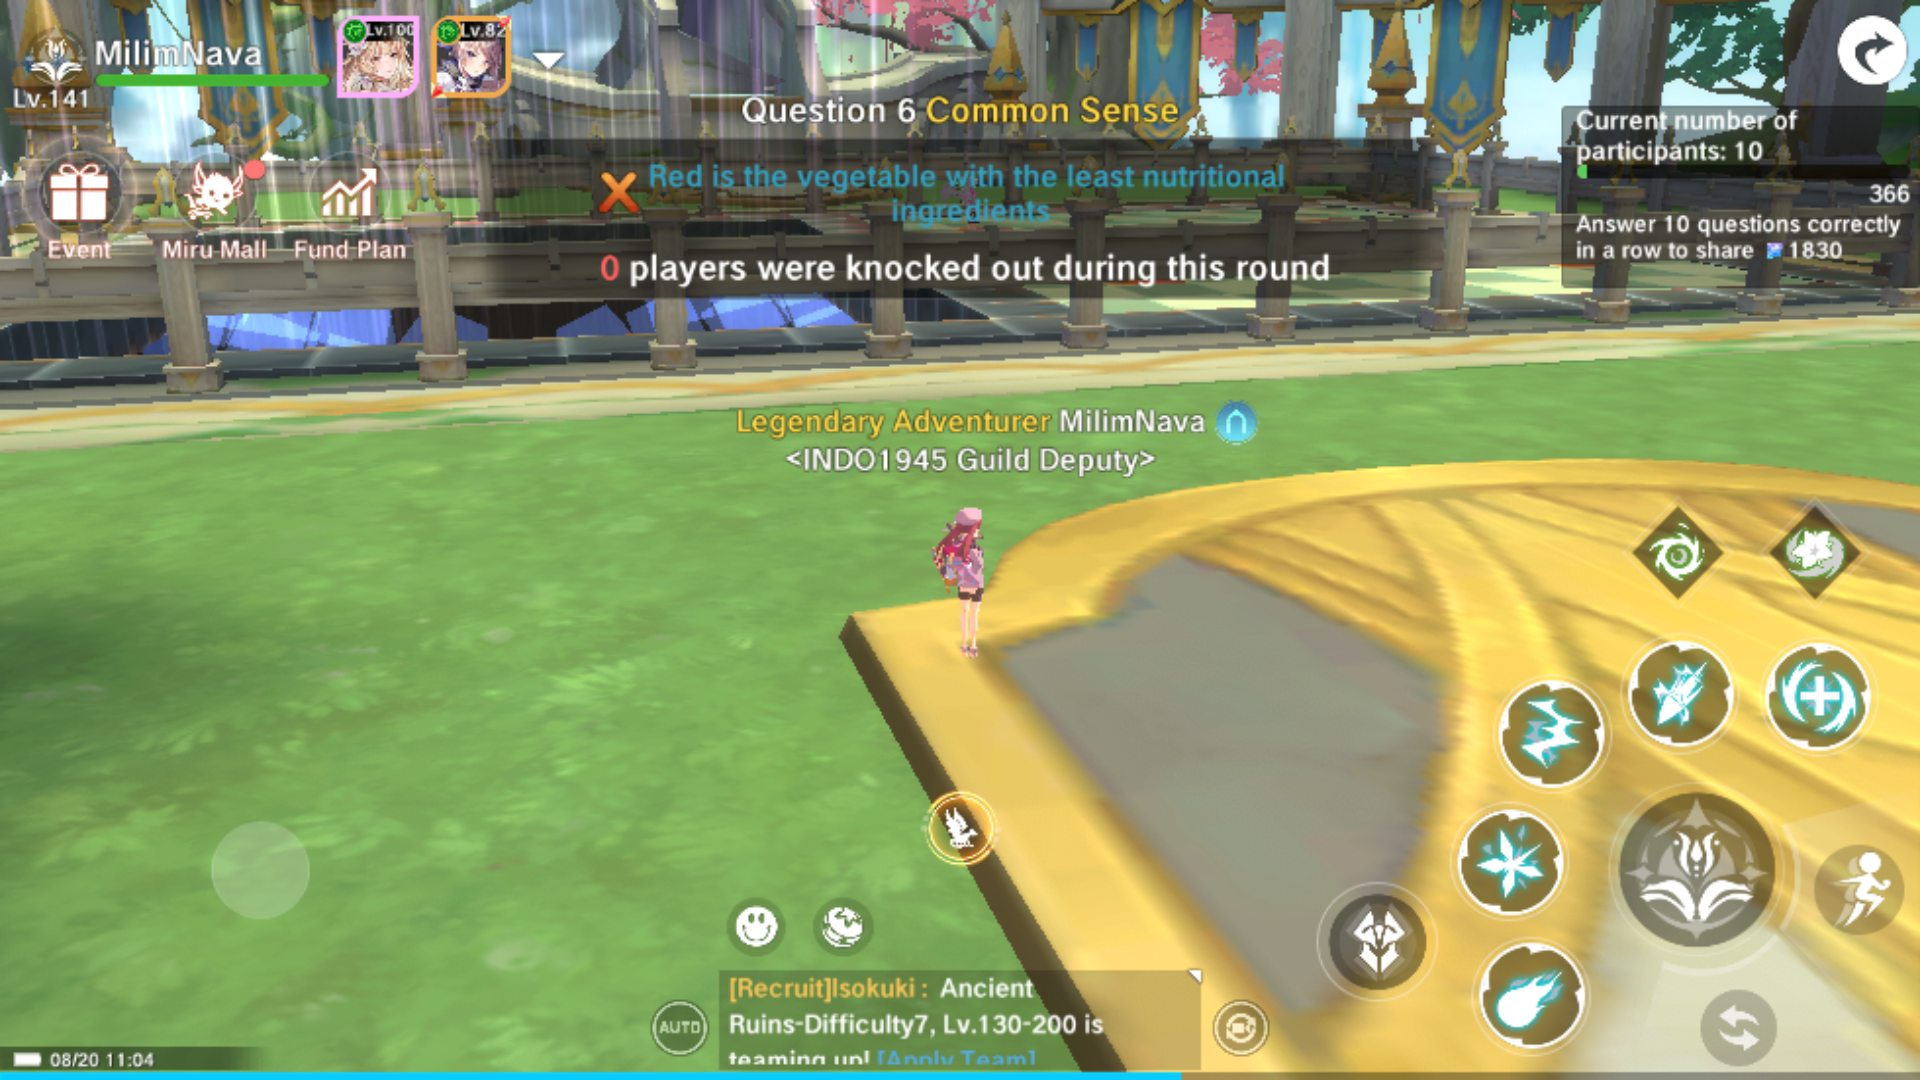 MilimNava
Lv.141
Lv.100
Lv.82
Event
Miru Mall
Fund Plan
Question 6 Common Sense
Red is the vegetable with the least nutritional
ingredients
0 players were knocked out during this round
Current number of
participants: 10
366
Answer 10 questions correctly
in a row to share 1830
Legendary Adventurer MilimNava
<INDO1945 Guild Deputy>
AUTO
[Recruit]Isokuki : Ancient
Ruins-Difficulty7, Lv.130-200 is
teaming up! [Apply Team]
08/20 11:04